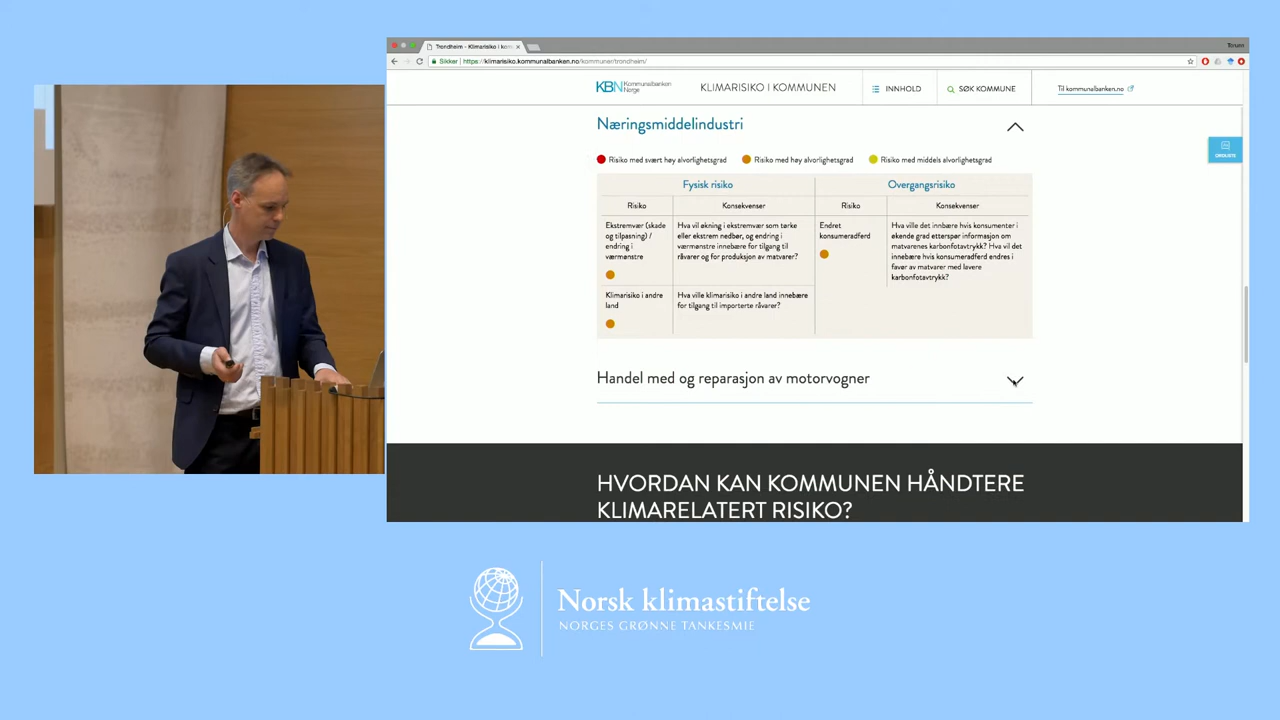 Trondheim - Klimarisiko i kom
Torunn
Sikker https://klimarisiko.kommunalbanken.no/kommuner/trondheim/
KBN Kommunalbanken
Norge
KLIMARISIKO I KOMMUNEN
INNHOLD
SØK KOMMUNE
Til kommunalbanken.no
Næringsmiddelindustri
Risiko med svært høy alvorlighetsgrad
Risiko med høy alvorlighetsgrad
Risiko med middels alvorlighetsgrad
Fysisk risiko
Overgangsrisiko
Risiko
Konsekvenser
Risiko
Konsekvenser
Ekstremvær (skade
og tilpasning) /
endring i
værmønstre
Hva vil økning i ekstremvær som tørke
eller ekstrem nedbør, og endring i
værmønstre innebære for tilgang til
råvarer og for produksjon av matvarer?
Endret
konsumeradferd
Hva ville det innebære hvis konsumenter i
økende grad etterspør informasjon om
matvarenes karbonfotavtrykk? Hva vil det
innebære hvis konsumeradferd endres i
favør av matvarer med lavere
karbonfotavtrykk?
Klimarisiko i andre
land
Hva ville klimarisiko i andre land innebære
for tilgang til importerte råvarer?
Handel med og reparasjon av motorvogner
HVORDAN KAN KOMMUNEN HÅNDTERE
KLIMARELATERT RISIKO?
Norsk klimastiftelse
NORGES GRØNNE TANKESMIE